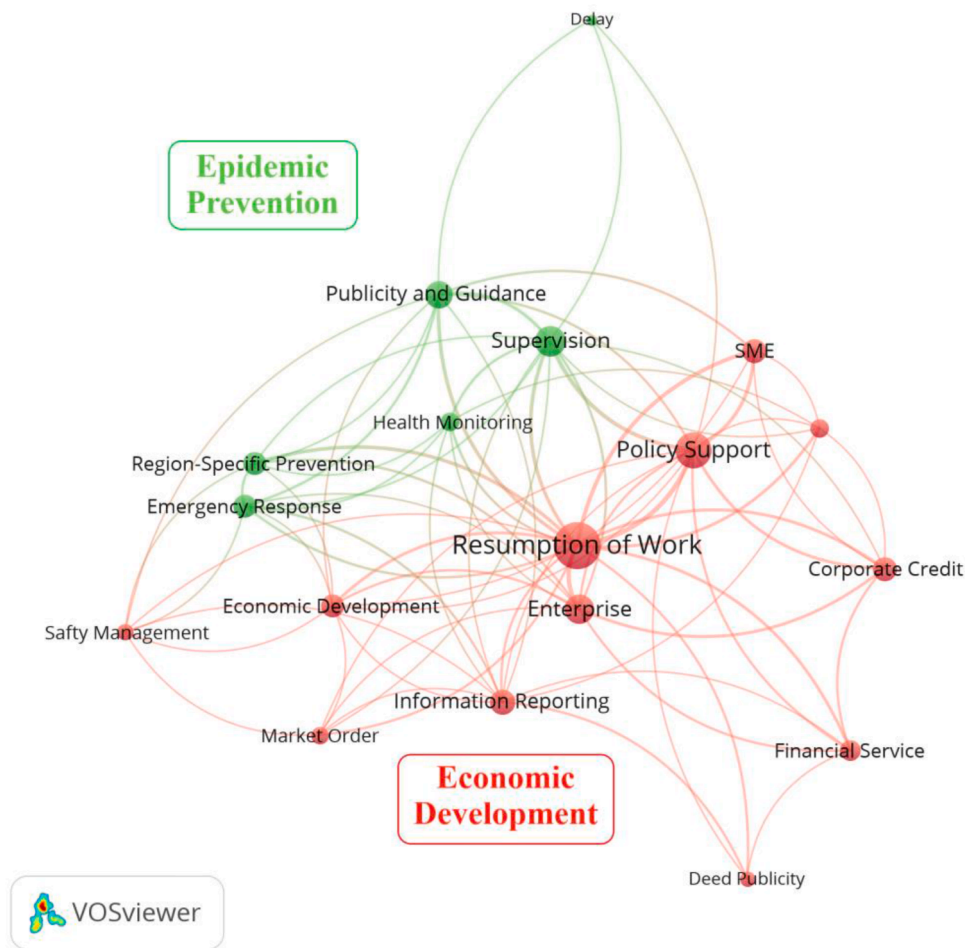 Delay
Epidemic
Prevention
Publicity and Guidance
Supervision
SME
Health Monitoring
Policy Support
Region-Specific Prevention
Emergency Response
Resumption of Work
Corporate Credit
Economic Development
Enterprise
Safty Management
Information Reporting
Market Order
Financial Service
Economic
Development
Deed Publicity
VOSviewer